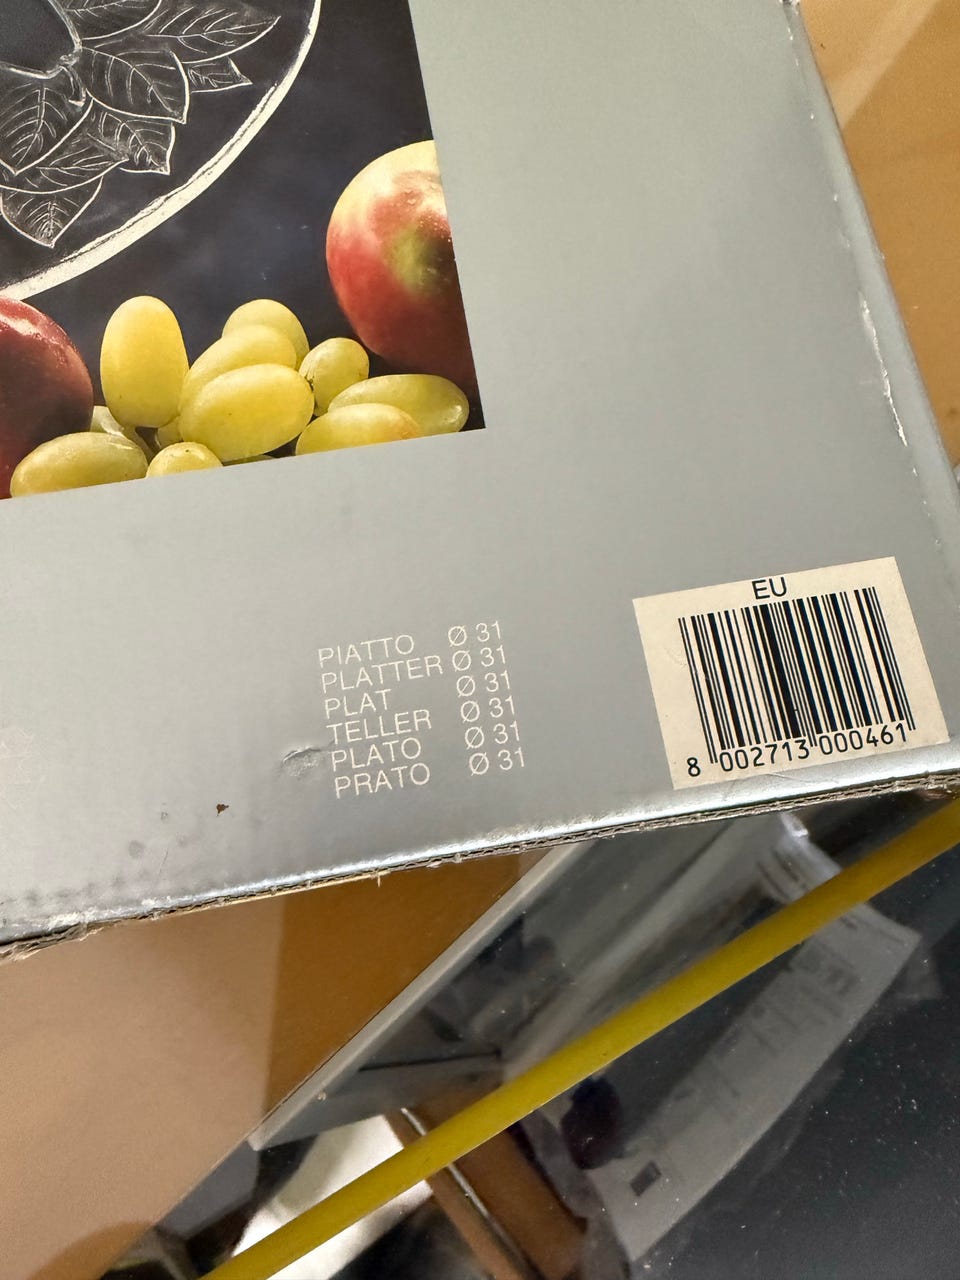 PIATTO Ø 31
PLATTER Ø 31
PLAT Ø 31
TELLER Ø 31
PLATO Ø 31
PRATO Ø 31
EU
8 002713 000461